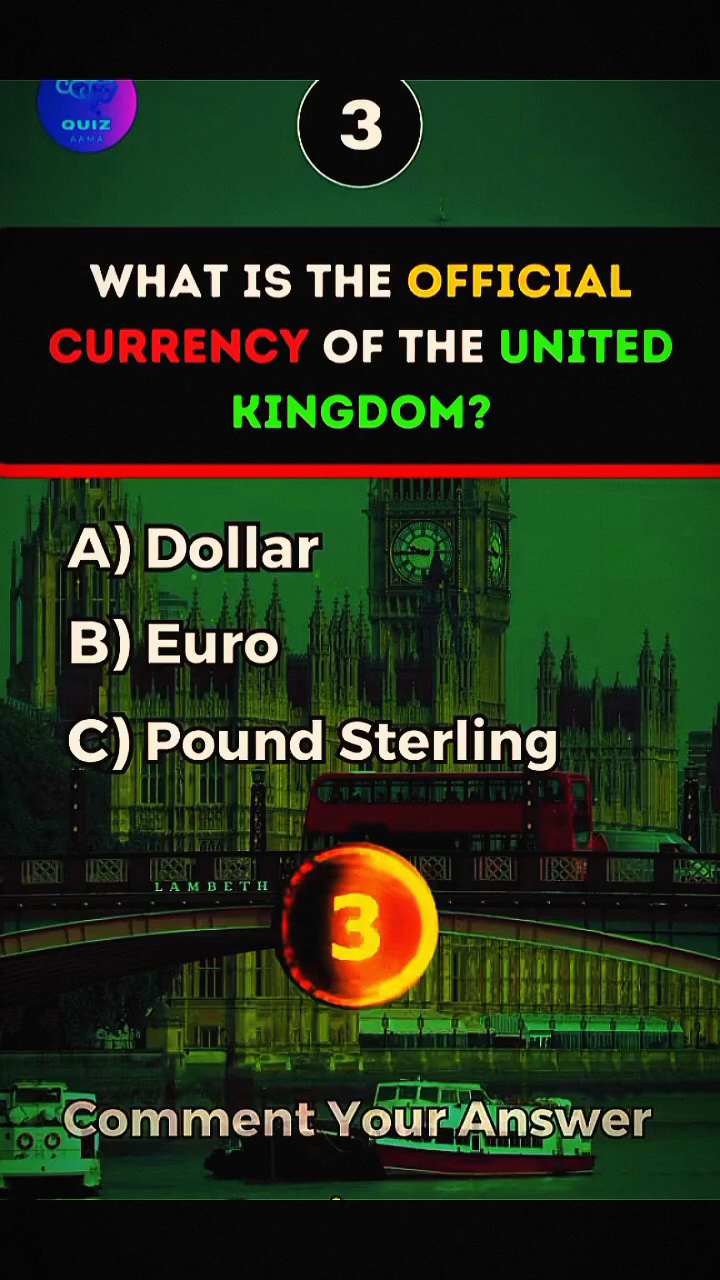 QUIZ
AAMA
3
WHAT IS THE OFFICIAL
CURRENCY OF THE UNITED
KINGDOM?
A) Dollar
B) Euro
C) Pound Sterling
LAMBETH
3
Comment Your Answer